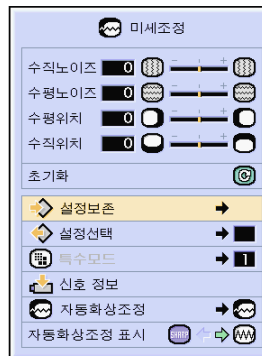 미세조정
수직노이즈 0 - +
수평노이즈 0 - +
수평위치 0 - +
수직위치 0 - +
초기화
설정보존
설정선택
특수모드 1
신호 정보
자동화상조정
자동화상조정 표시 SHARP